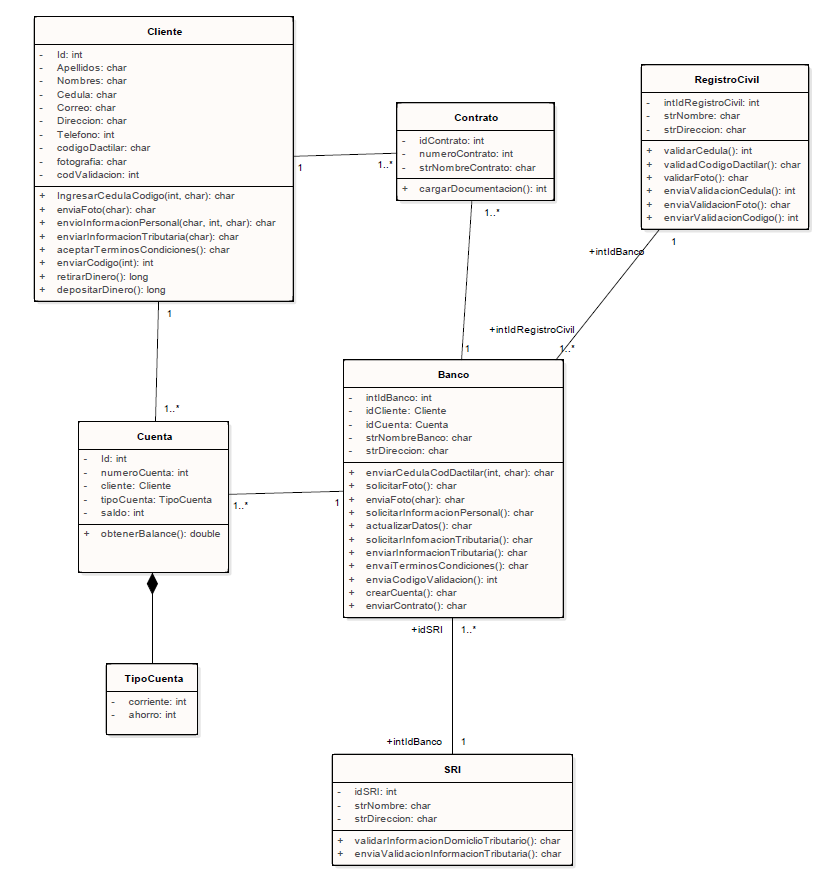 Cliente
- Id: int
- Apellidos: char
- Nombres: char
- Cedula: char
- Correo: char
- Direccion: char
- Telefono: int
- codigoDactilar: char
- fotografia: char
- codValidacion: int
+ IngresarCedulaCodigo(int, char): char
+ enviaFoto(char): char
+ envioInformacionPersonal(char, int, char): char
+ enviarInformacionTributaria(char): char
+ aceptarTerminosCondiciones(): char
+ enviarCodigo(int): int
+ retirarDinero(): long
+ depositarDinero(): long
1
1..*
Contrato
- idContrato: int
- numeroContrato: int
- strNombreContrato: char
+ cargarDocumentacion(): int
1..*
1
RegistroCivil
- intIdRegistroCivil: int
- strNombre: char
- strDireccion: char
+ validarCedula(): int
+ validadCodigoDactilar(): char
+ validarFoto(): char
+ enviaValidacionCedula(): int
+ enviaValidacionFoto(): char
+ enviarValidacionCodigo(): int
1
+intIdBanco
+intIdRegistroCivil
1..*
1
1..*
Banco
- intIdBanco: int
- idCliente: Cliente
- idCuenta: Cuenta
- strNombreBanco: char
- strDireccion: char
+ enviarCedulaCodDactilar(int, char): char
+ solicitarFoto(): char
+ enviaFoto(char): char
+ solicitarInformacionPersonal(): char
+ actualizarDatos(): char
+ solicitarInfomacionTributaria(): char
+ enviarInformacionTributaria(): char
+ envaiTerminosCondiciones(): char
+ enviaCodigoValidacion(): int
+ crearCuenta(): char
+ enviarContrato(): char
Cuenta
- Id: int
- numeroCuenta: int
- cliente: Cliente
- tipoCuenta: TipoCuenta
- saldo: int
+ obtenerBalance(): double
1..*
1
TipoCuenta
- corriente: int
- ahorro: int
+idSRI
1..*
+intIdBanco
1
SRI
- idSRI: int
- strNombre: char
- strDireccion: char
+ validarInformacionDomiclioTributario(): char
+ enviaValidacionInformacionTributaria(): char